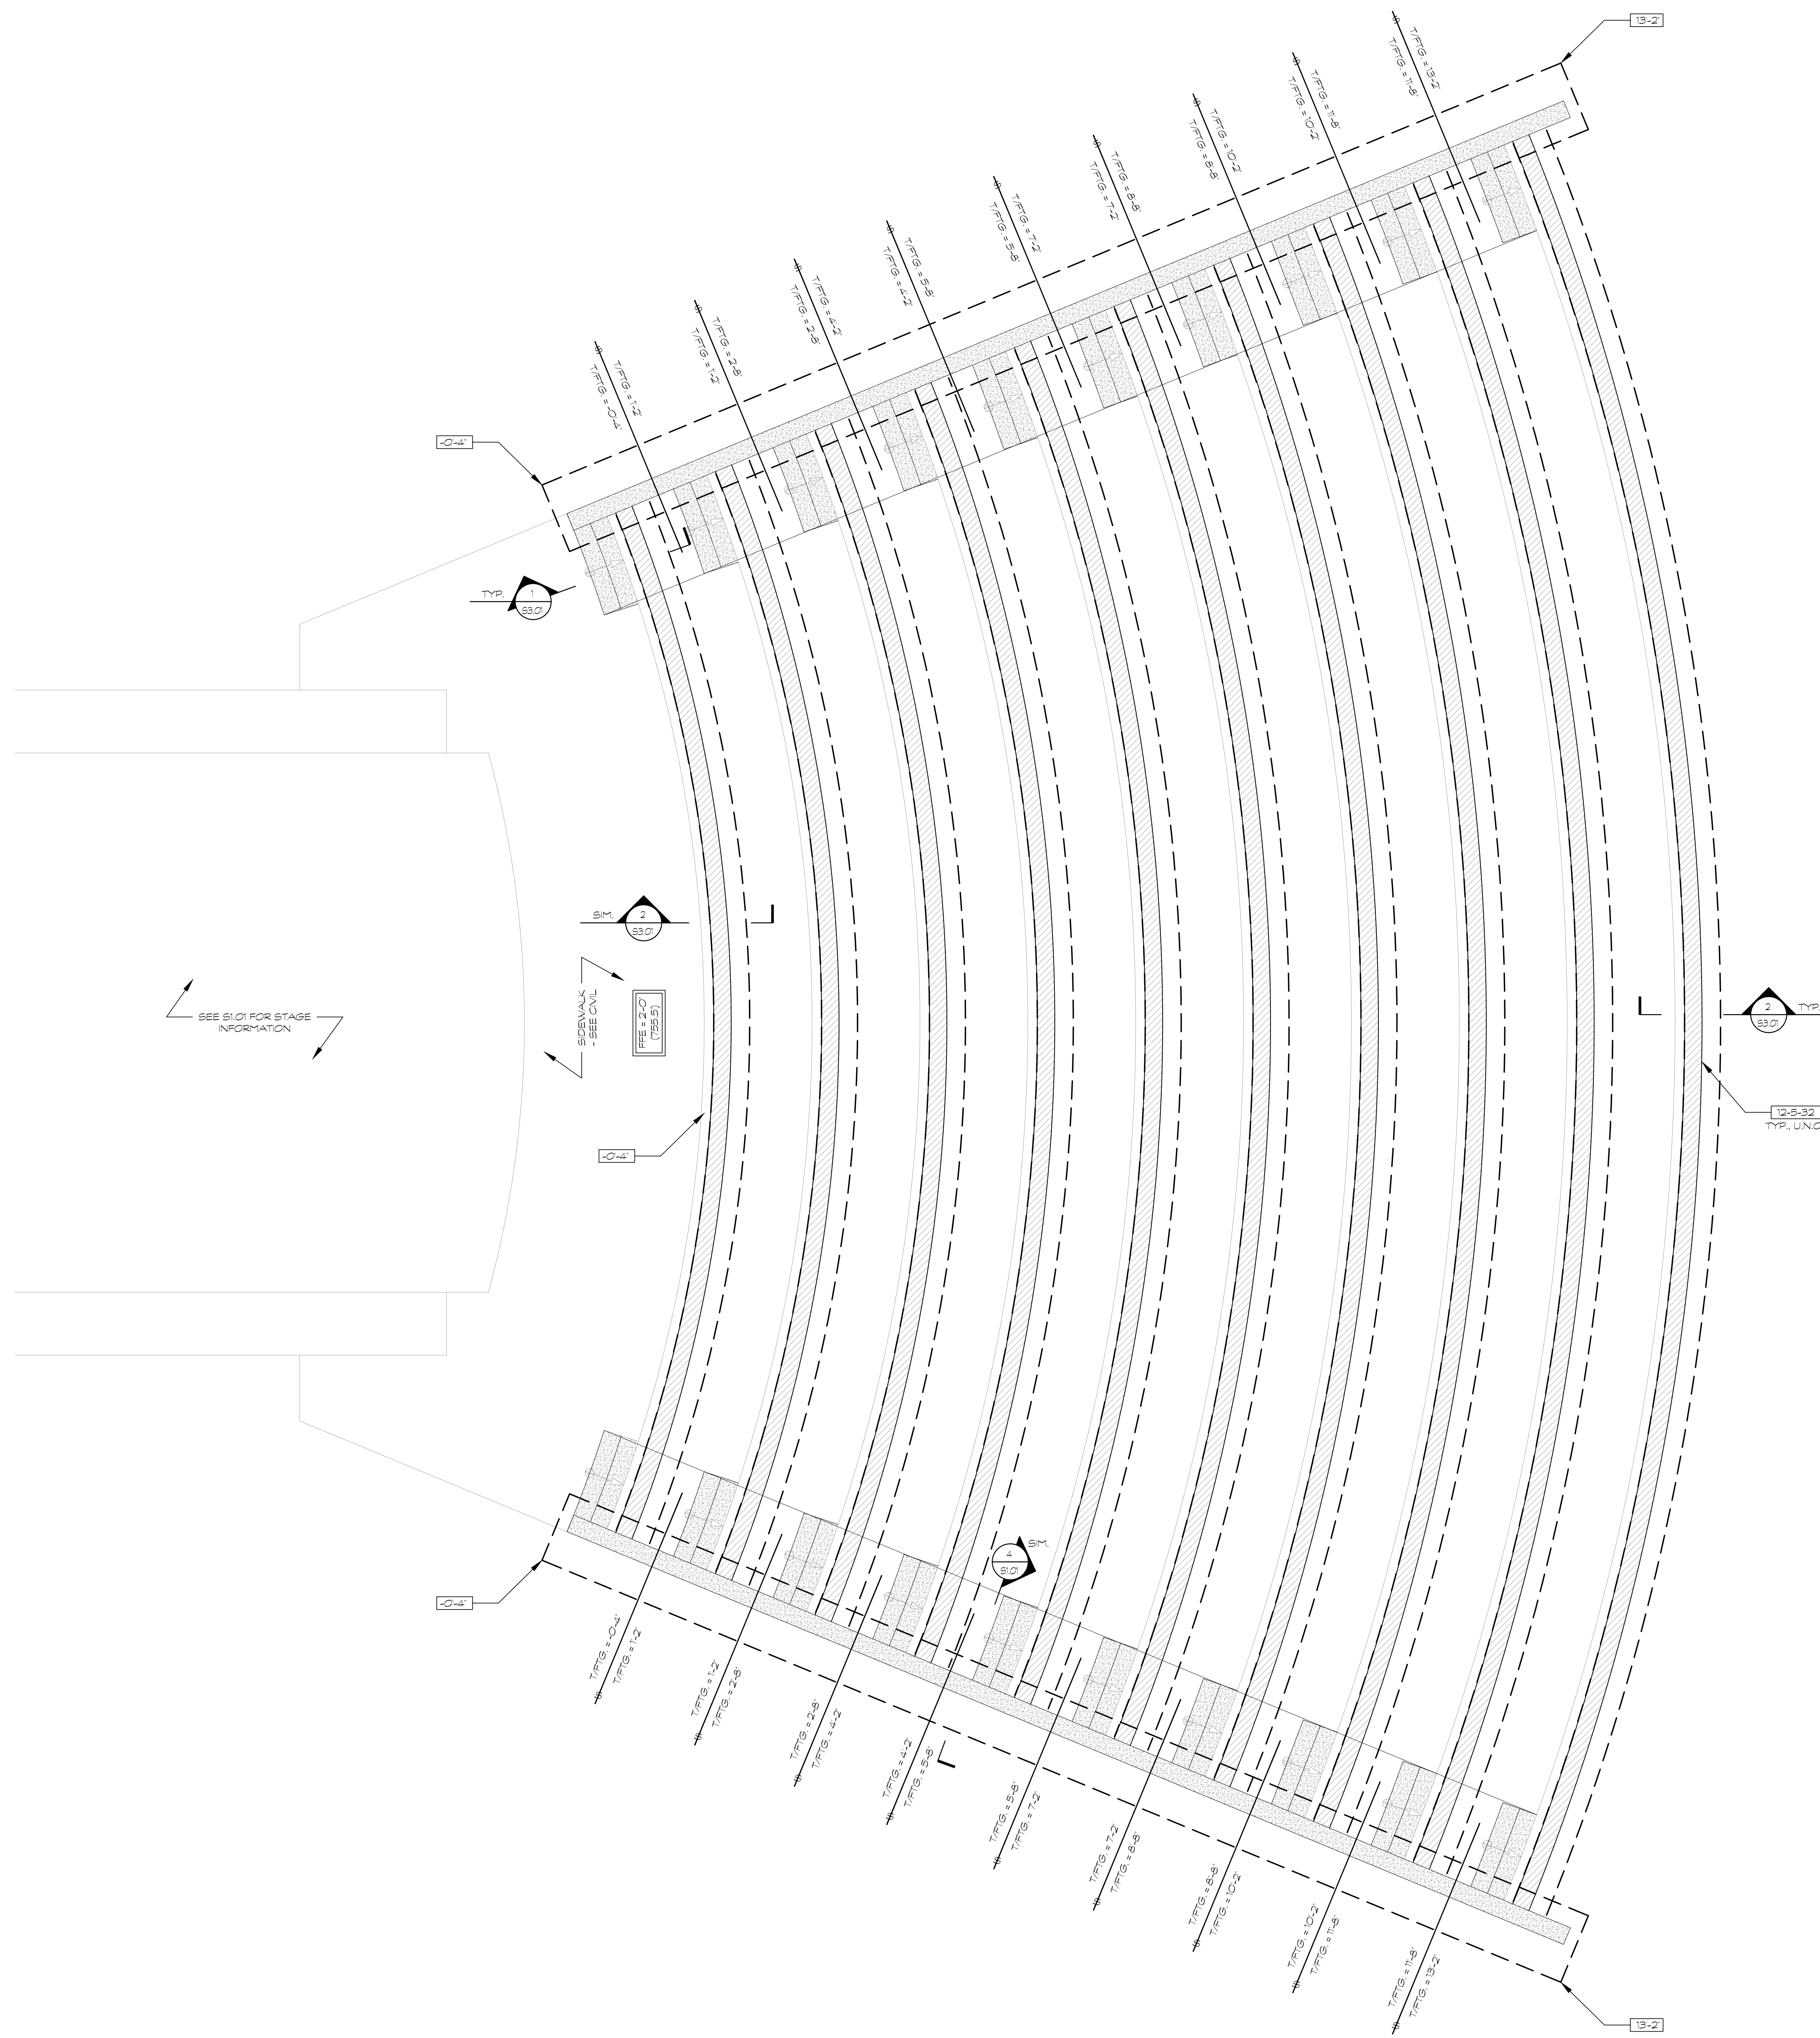 13'-2"
S
T/FTG. = 13'-2"
T/FTG. = 11'-8"
S
T/FTG. = 11'-8"
T/FTG. = 10'-2"
S
T/FTG. = 10'-2"
T/FTG. = 8'-8"
S
T/FTG. = 8'-8"
T/FTG. = 7'-2"
S
T/FTG. = 7'-2"
T/FTG. = 5'-8"
S
T/FTG. = 5'-8"
T/FTG. = 4'-2"
S
T/FTG. = 4'-2"
T/FTG. = 2'-8"
S
T/FTG. = 2'-8"
T/FTG. = 1'-2"
S
T/FTG. = 1'-2"
T/FTG. = -0'-4"
-0'-4"
TYP.
1
S3.01
SIM.
2
S3.01
SIDEWALK
- SEE CIVIL
FFE = 2'-0"
(755.5')
SEE S1.01 FOR STAGE
INFORMATION
2
S3.01
TYP.
12-5-32
TYP., U.N.O
-0'-4"
4
S1.01
SIM.
-0'-4"
T/FTG. = -0'-4"
T/FTG. = 1'-2"
S
T/FTG. = 1'-2"
T/FTG. = 2'-8"
S
T/FTG. = 2'-8"
T/FTG. = 4'-2"
S
T/FTG. = 4'-2"
T/FTG. = 5'-8"
S
T/FTG. = 5'-8"
T/FTG. = 7'-2"
S
T/FTG. = 7'-2"
T/FTG. = 8'-8"
S
T/FTG. = 8'-8"
T/FTG. = 10'-2"
S
T/FTG. = 10'-2"
T/FTG. = 11'-8"
S
T/FTG. = 11'-8"
T/FTG. = 13'-2"
S
13'-2"